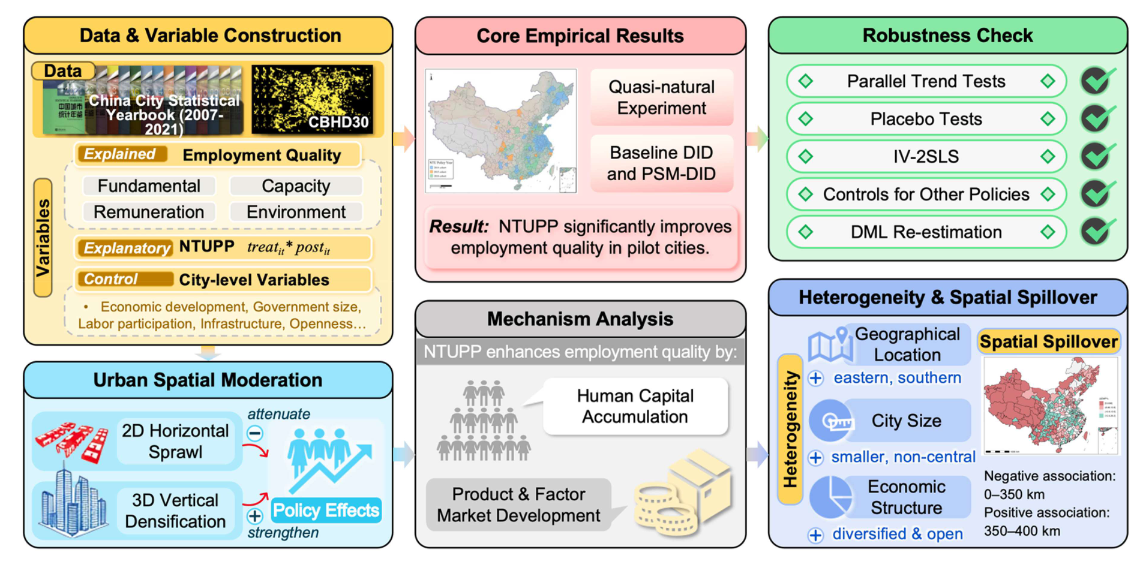 Data & Variable Construction
Data
China City Statistical
Yearbook (2007-
2021)
CBHD30
Variables
Explained
Employment Quality
Fundamental
Capacity
Remuneration
Environment
Explanatory
NTUPP treat_it* post_it
Control
City-level Variables
• Economic development, Government size,
Labor participation, Infrastructure, Openness…
Core Empirical Results
Quasi-natural
Experiment
Baseline DID
and PSM-DID
Result: NTUPP significantly improves
employment quality in pilot cities.
Robustness Check
Parallel Trend Tests
Placebo Tests
IV-2SLS
Controls for Other Policies
DML Re-estimation
Urban Spatial Moderation
2D Horizontal
Sprawl
attenuate
3D Vertical
Densification
strengthen
Policy Effects
Mechanism Analysis
NTUPP enhances employment quality by:
Human Capital
Accumulation
Product & Factor
Market Development
Heterogeneity & Spatial Spillover
Heterogeneity
Geographical
Location
eastern, southern
City Size
smaller, non-central
Economic
Structure
diversified & open
Spatial Spillover
Negative association:
0–350 km
Positive association:
350–400 km